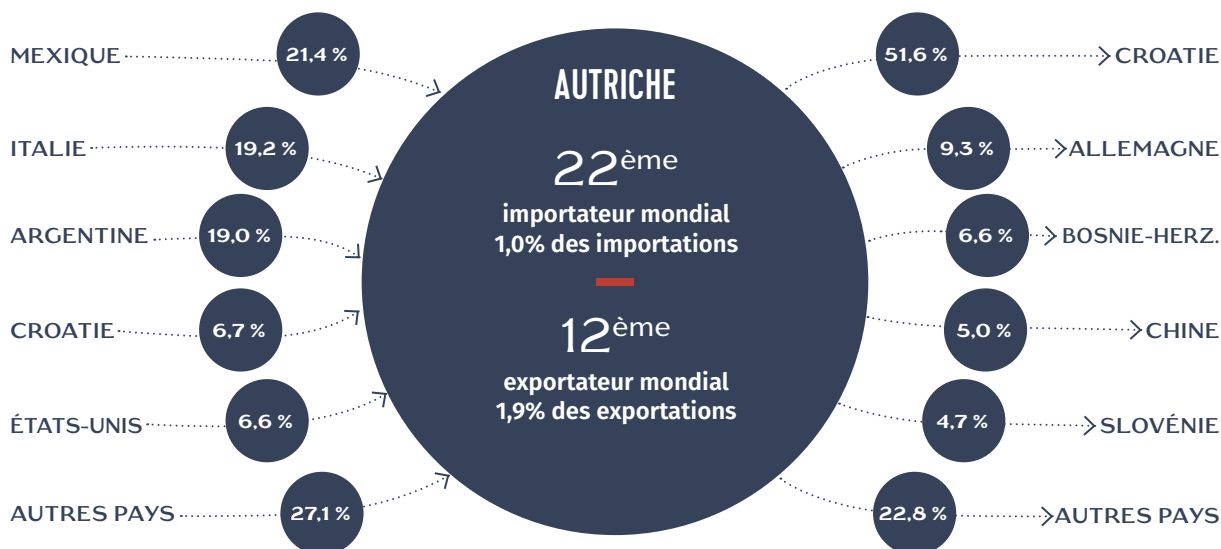 MEXIQUE
21,4 %
ITALIE
19,2 %
ARGENTINE
19,0 %
CROATIE
6,7 %
ÉTATS-UNIS
6,6 %
AUTRES PAYS
27,1 %
AUTRICHE
22ème
importateur mondial
1,0% des importations
12ème
exportateur mondial
1,9% des exportations
51,6 %
CROATIE
9,3 %
ALLEMAGNE
6,6 %
BOSNIE-HERZ.
5,0 %
CHINE
4,7 %
SLOVÉNIE
22,8 %
AUTRES PAYS